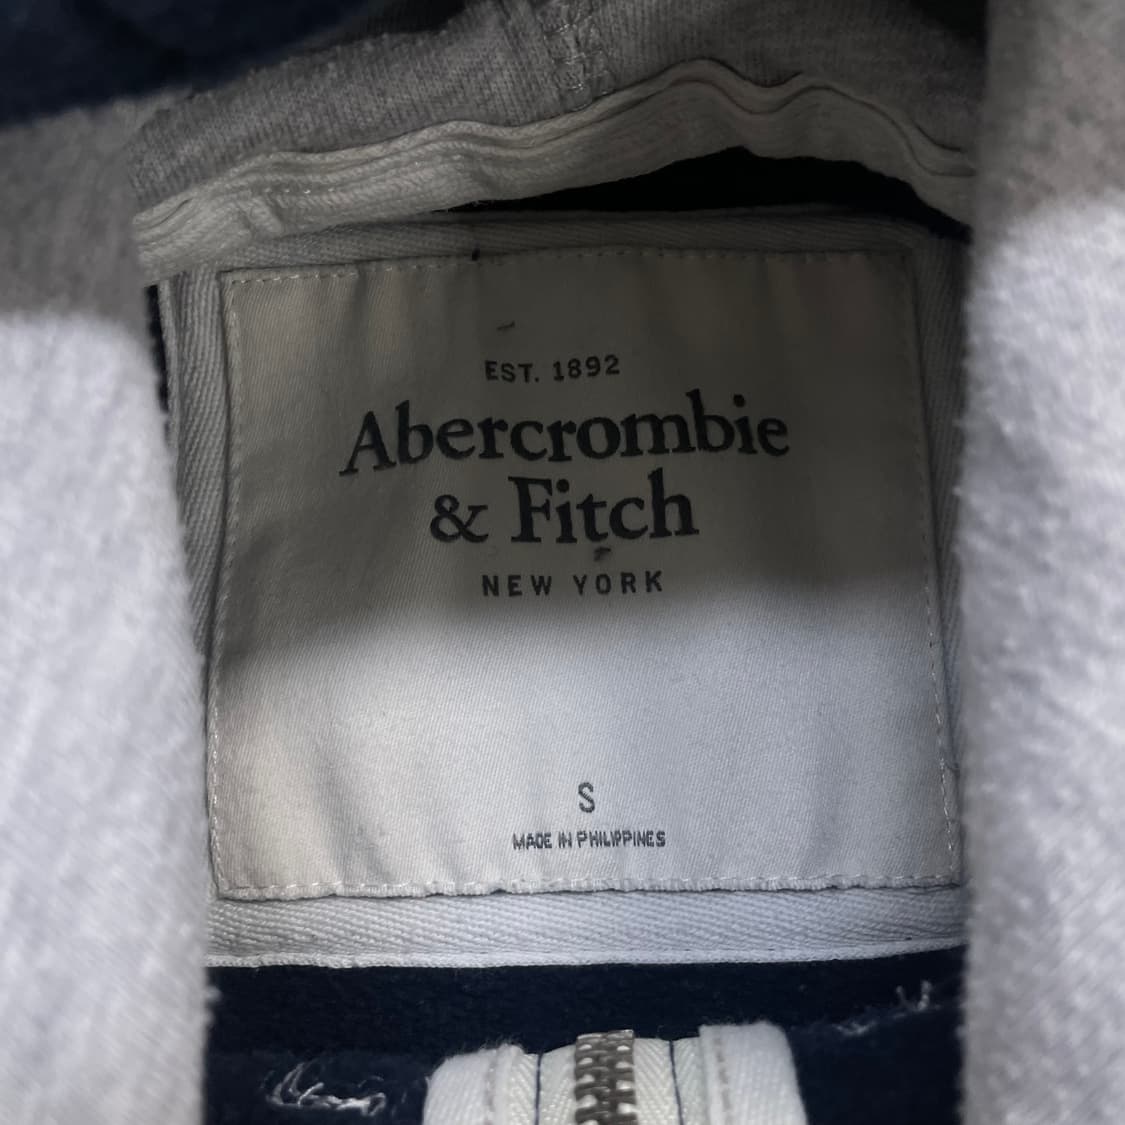 EST. 1892
Abercrombie
& Fitch
NEW YORK
S
MADE IN PHILIPPINES